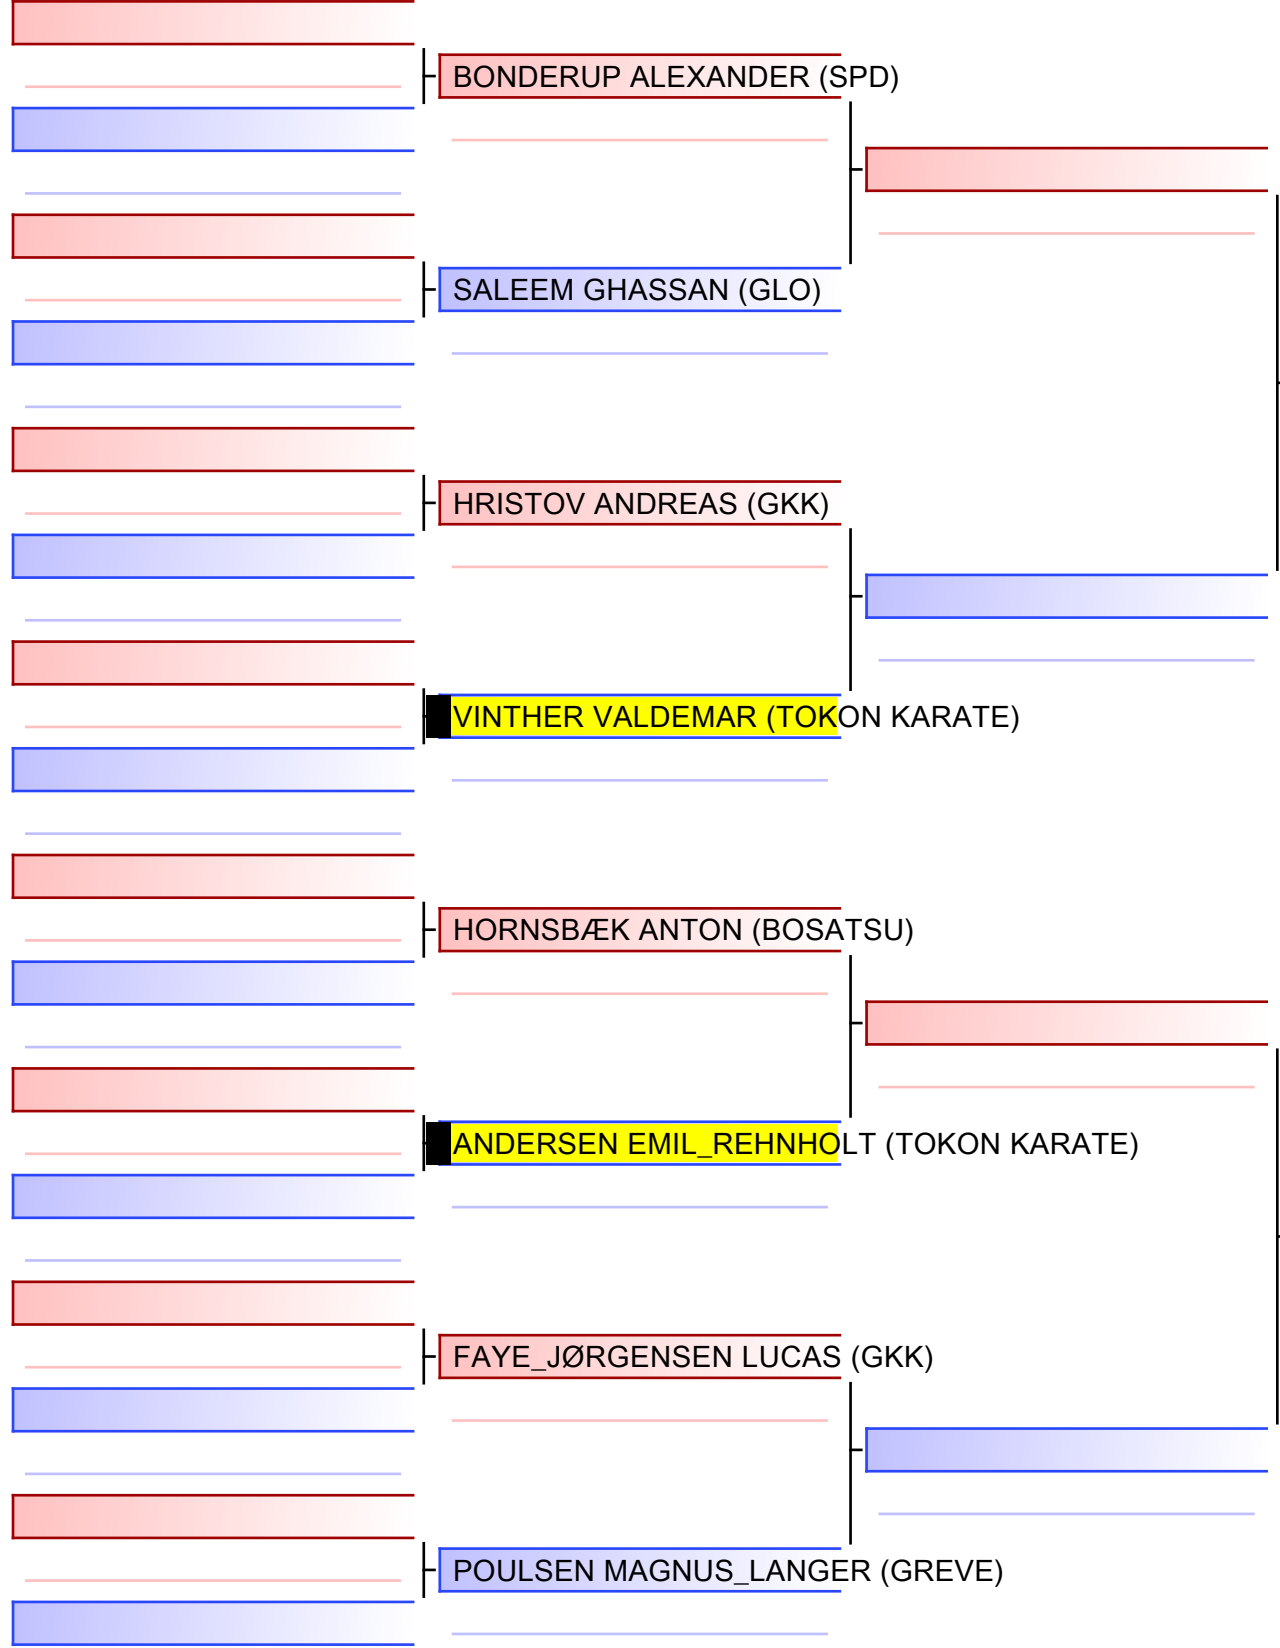 BONDERUP ALEXANDER (SPD)
SALEEM GHASSAN (GLO)
HRISTOV ANDREAS (GKK)
VINTHER VALDEMAR (TOKON KARATE)
HORNSBÆK ANTON (BOSATSU)
ANDERSEN EMIL_REHNHOLT (TOKON KARATE)
FAYE_JØRGENSEN LUCAS (GKK)
POULSEN MAGNUS_LANGER (GREVE)